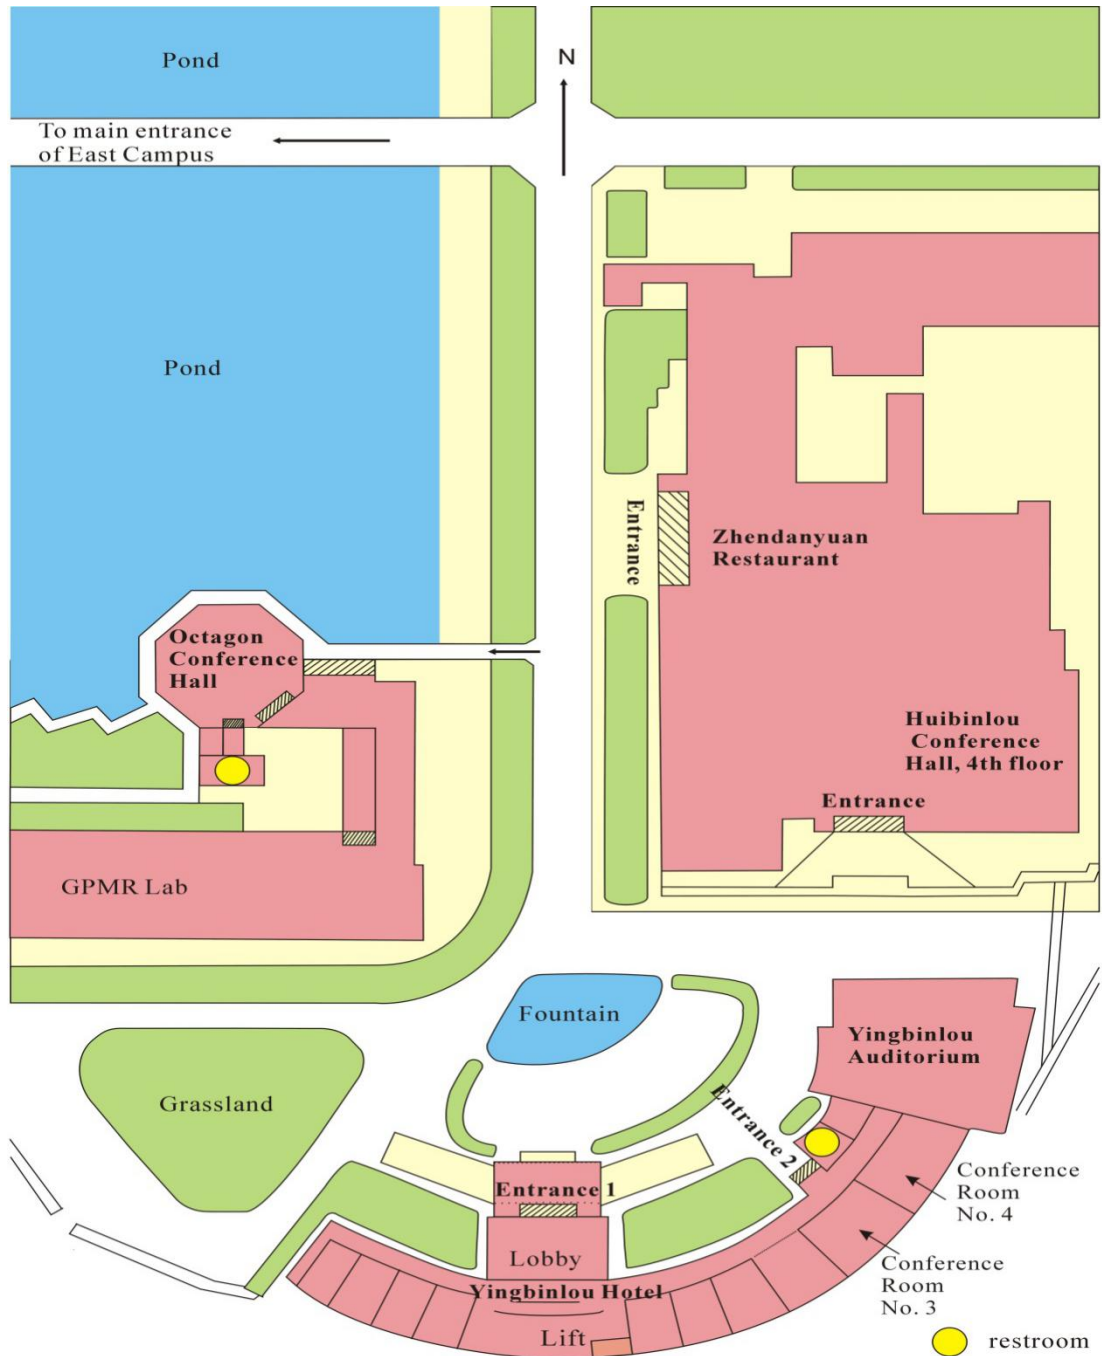 Pond
N
To main entrance
of East Campus
Pond
Entrance
Zhendanyuan
Restaurant
Octagon
Conference
Hall
Huibinlou
Conference
Hall, 4th floor
Entrance
GPMR Lab
Fountain
Yingbinlou
Auditorium
Grassland
Entrance 2
Entrance 1
Conference
Room
No. 4
Lobby
Conference
Room
No. 3
Yingbinlou Hotel
Lift
restroom